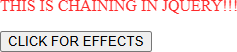 THIS IS CHAINING IN JQUERY!!!
CLICK FOR EFFECTS